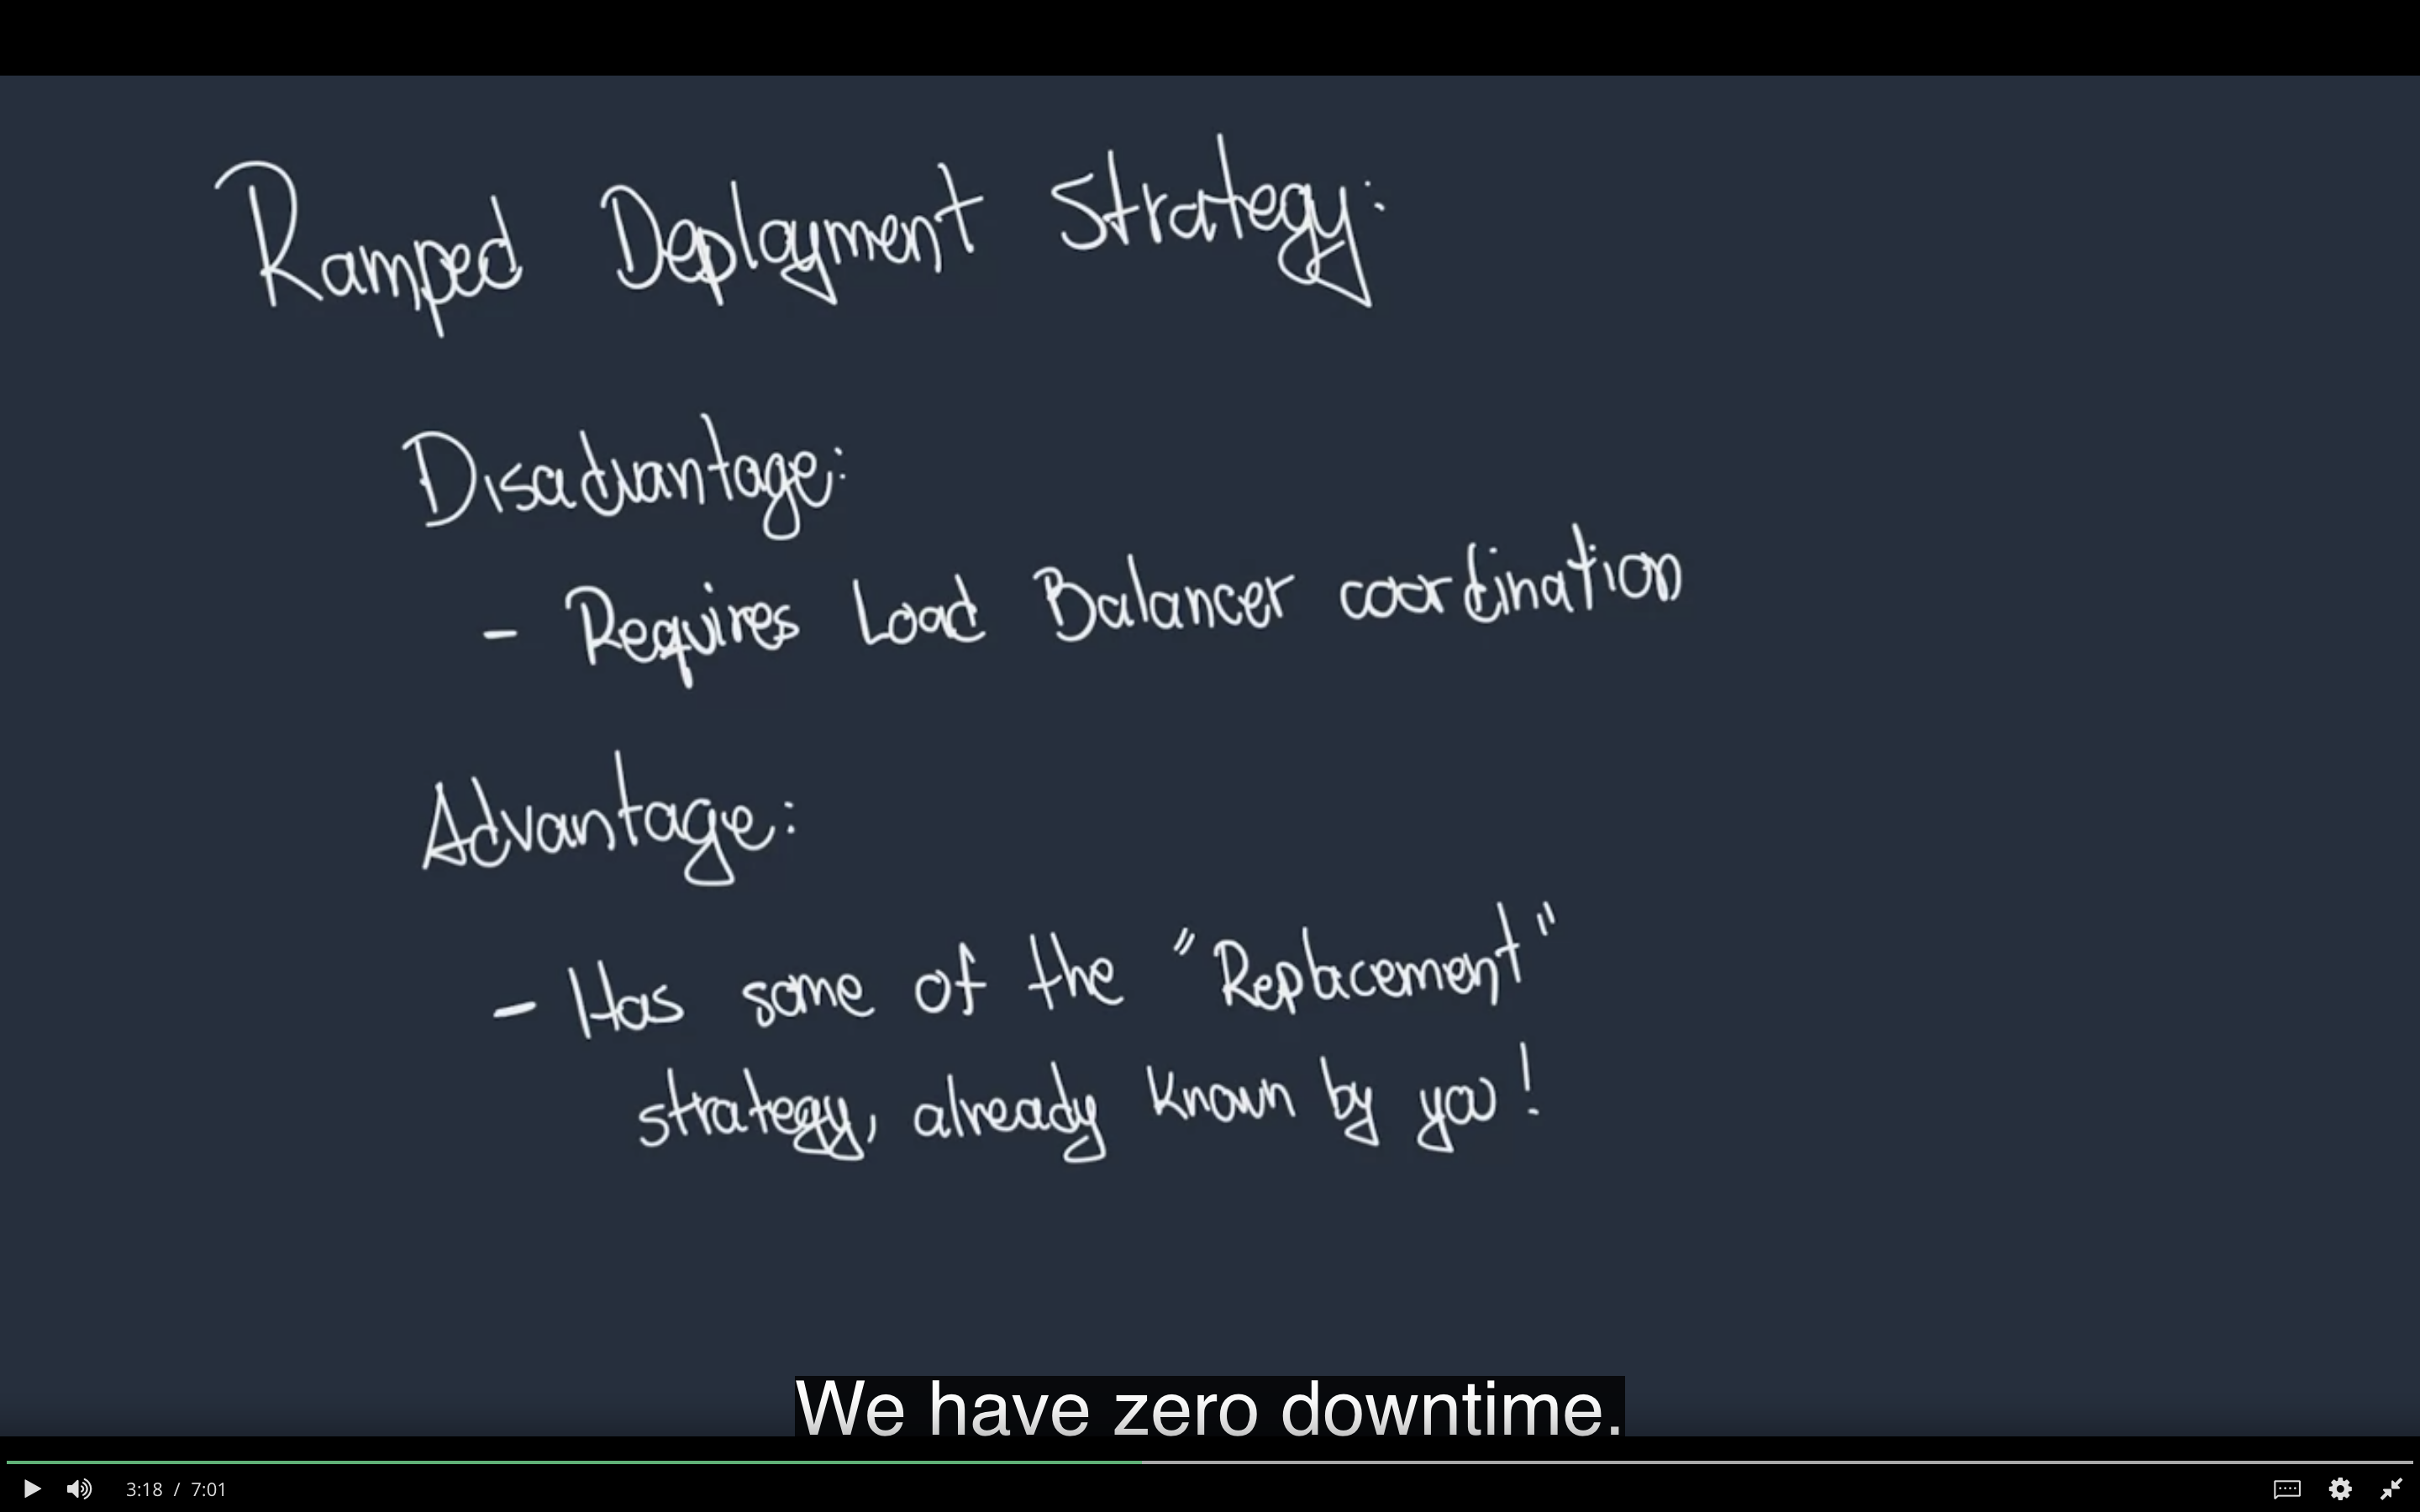 Ramped Deployment Strategy:
Disadvantage:
- Requires Load Balancer coordination
Advantage:
- Has some of the "Replacement"
strategy, already known by you!
We have zero downtime.
3:18 / 7:01